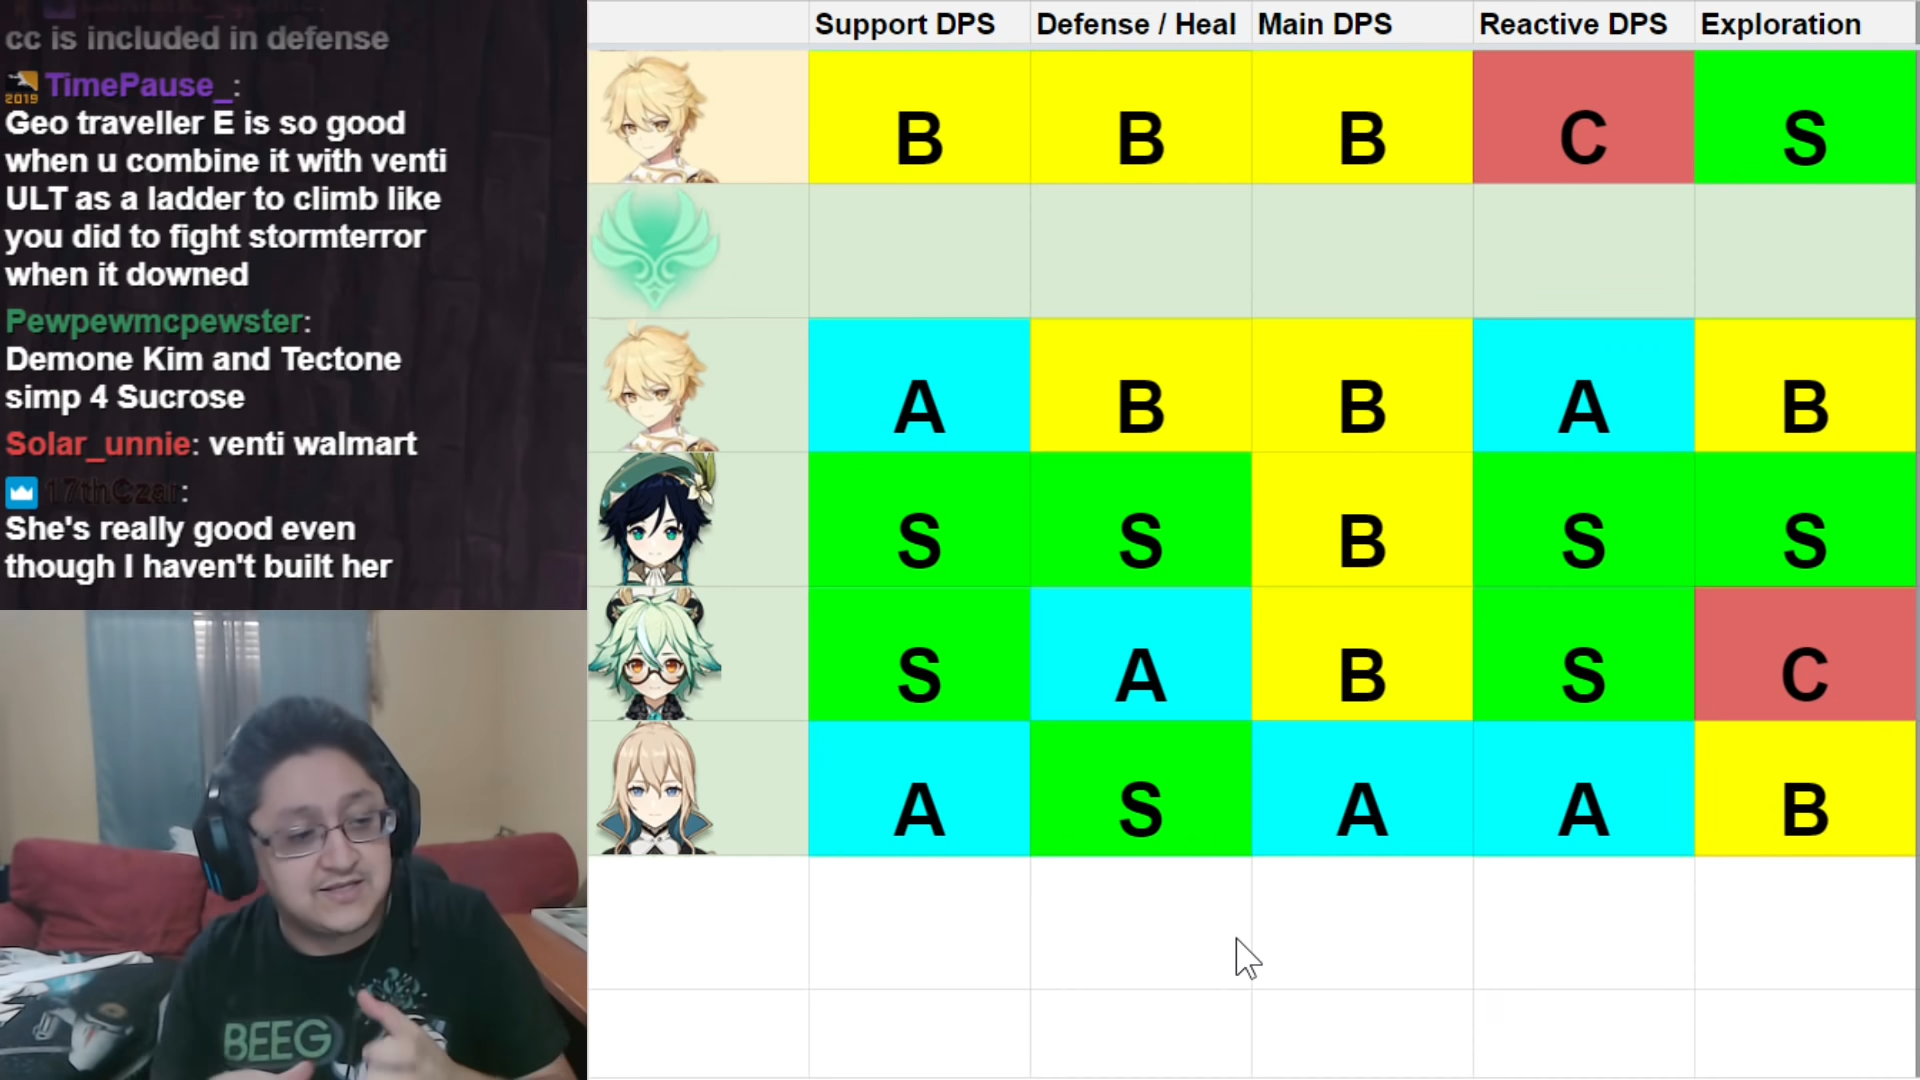 cc is included in defense
2019 TimePause_:
Geo traveller E is so good
when u combine it with venti
ULT as a ladder to climb like
you did to fight stormterror
when it downed
Pewpewmcpewster:
Demone Kim and Tectone
simp 4 Sucrose
Solar_unnie: venti walmart
17thCzar:
She's really good even
though I haven't built her
BEEG
Support DPS Defense / Heal Main DPS Reactive DPS Exploration
B B B C S
A B B A B
S S B S S
S A B S C
A S A A B